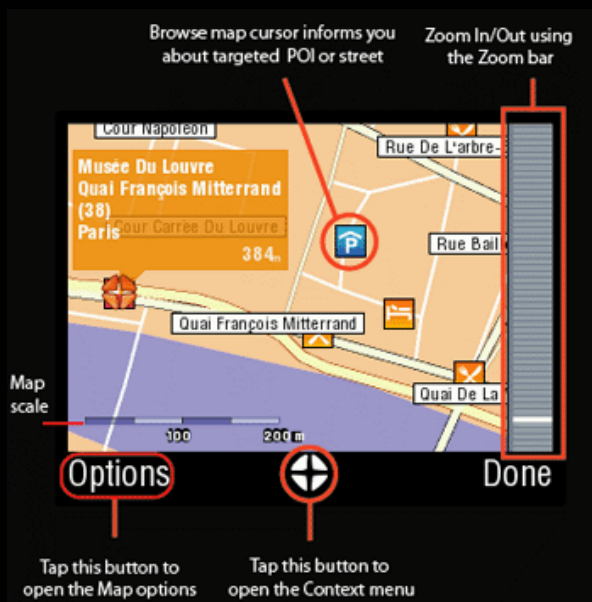 Browse map cursor informs you
about targeted POI or street
Zoom In/Out using
the Zoom bar
Cour Napoléon
Rue De L'arbre-
Musée Du Louvre
Quai François Mitterrand
(38)
Cour Carrée Du Louvre
Paris
384m
Rue Bail
Quai François Mitterrand
Quai De La
Map
scale
100
200 m
Options
Done
Tap this button to
open the Map options
Tap this button to
open the Context menu